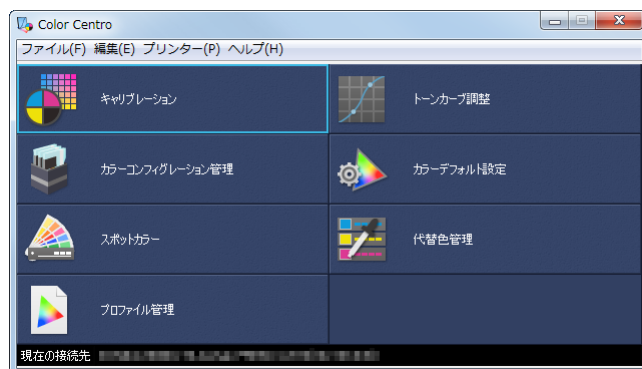 Color Centro
ファイル(F) 編集(E) プリンター(P) ヘルプ(H)
キャリブレーション
トーンカーブ調整
カラーコンフィグレーション管理
カラーデフォルト設定
スポットカラー
代替色管理
プロファイル管理
現在の接続先